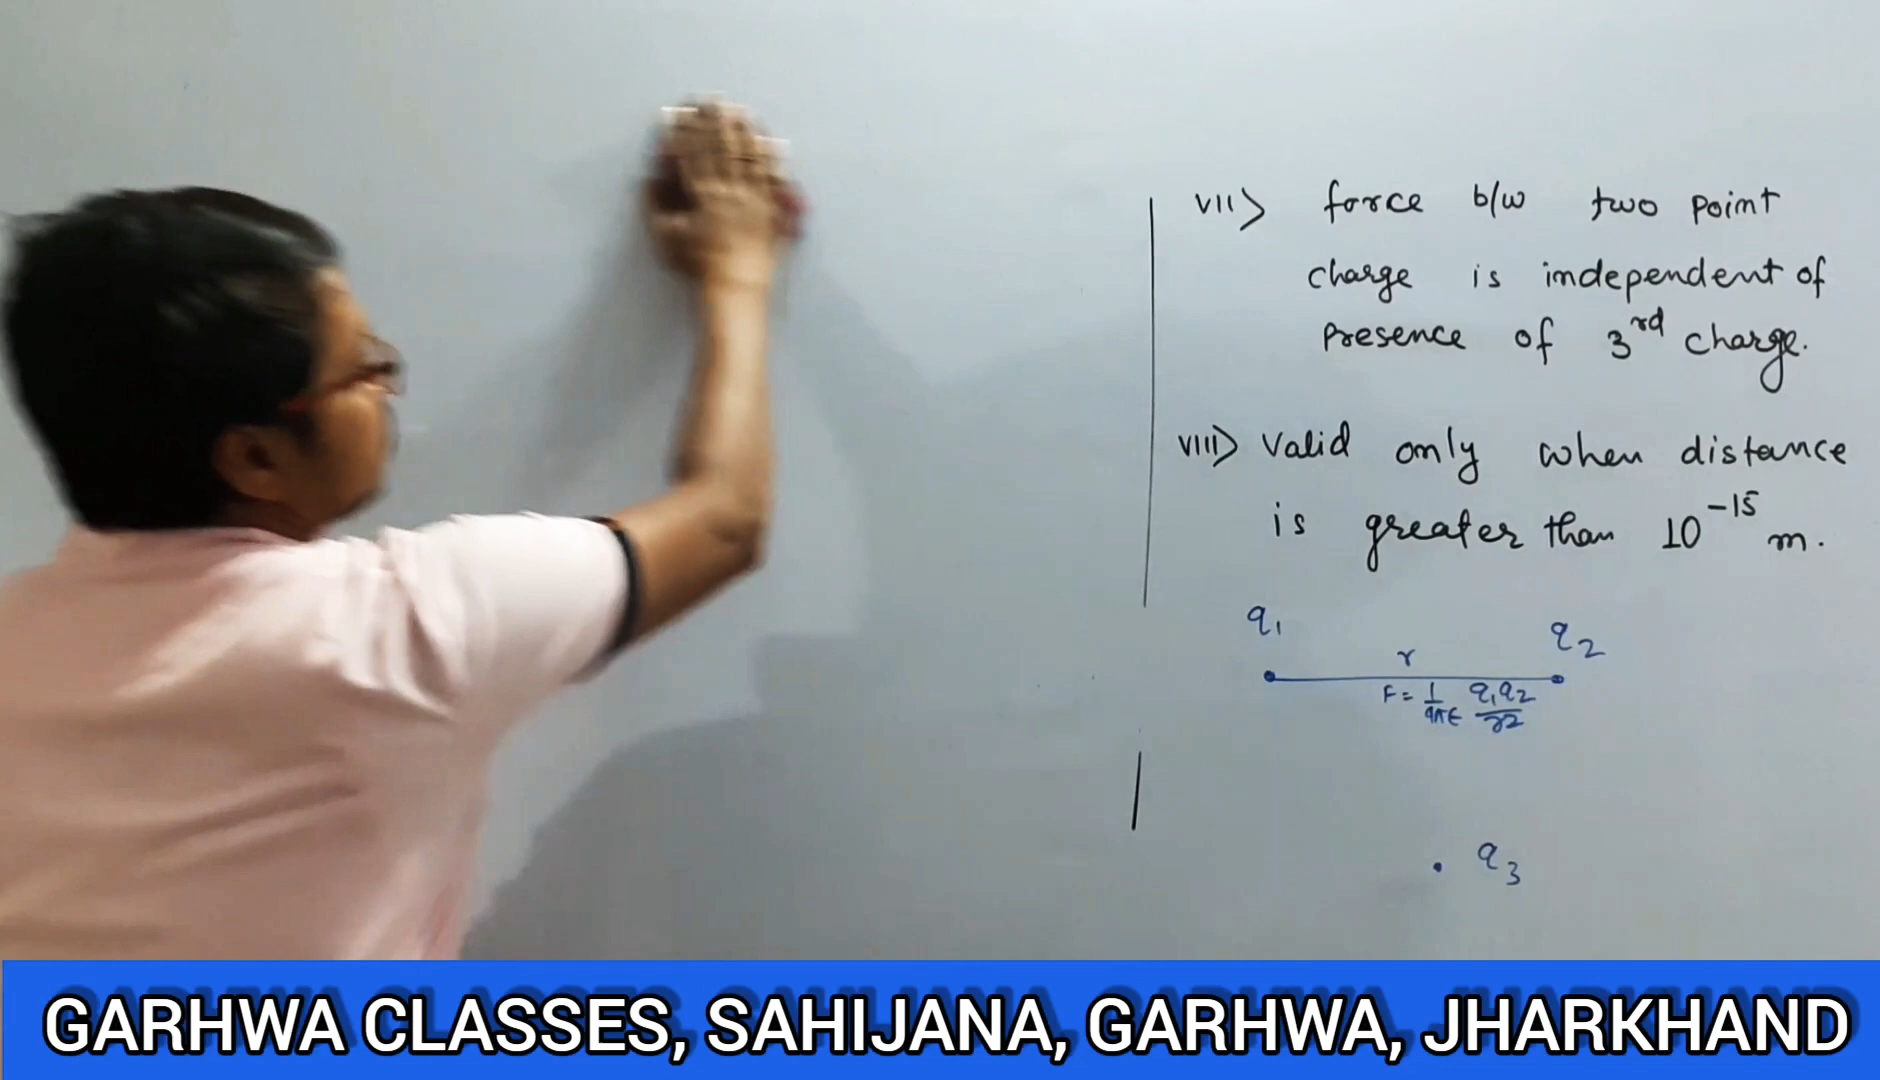 VII> force b/w two point
charge is independent of
presence of 3rd charge.
VIII> Valid only when distance
is greater than 10^-15 m.
q1 q2
r
F = 1/4πε q1q2/r2
q3
GARHWA CLASSES, SAHIJANA, GARHWA, JHARKHAND